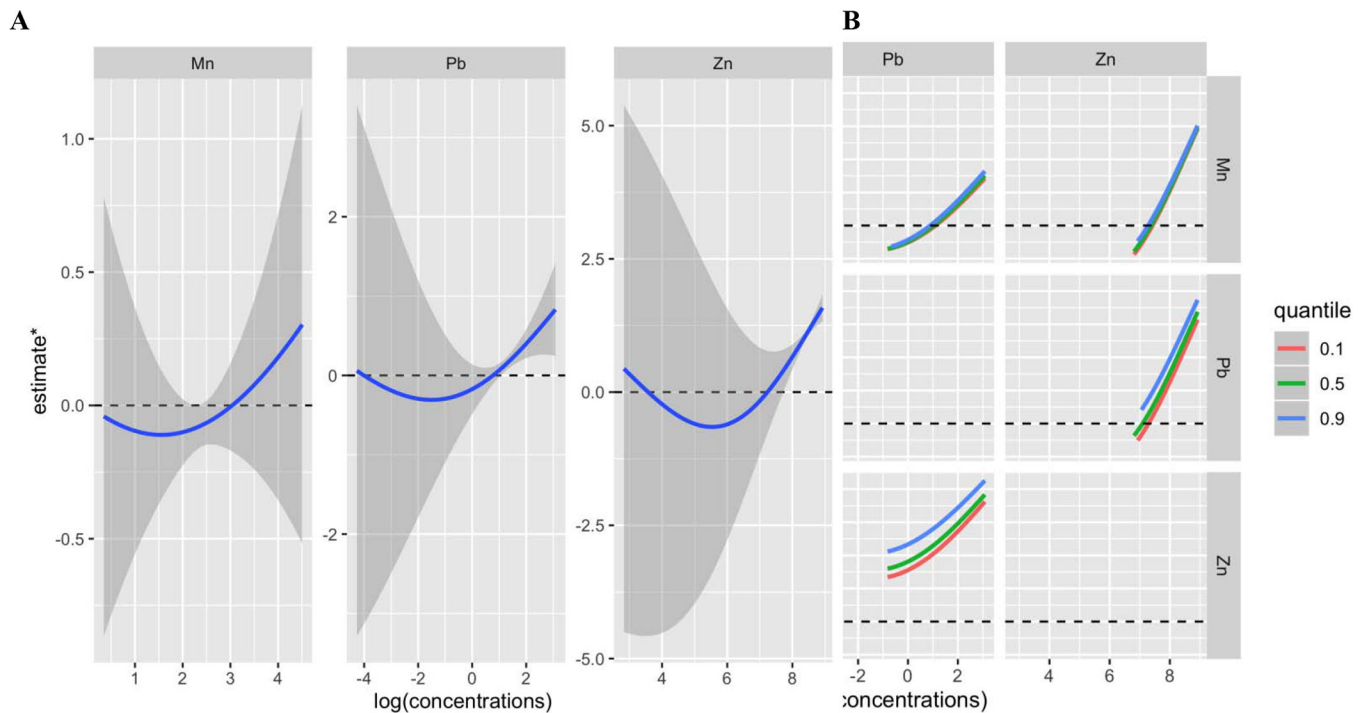 A
B
Mn
Pb
Zn
Pb
Zn
1.0
0.5
0.0
-0.5
2
0
-2
5.0
2.5
0.0
-2.5
-5.0
estimate*
1 2 3 4
-4 -2 0 2
4 6 8
log(concentrations)
-2 0 2
4 6 8
concentrations)
Mn
Pb
Zn
quantile
0.1
0.5
0.9